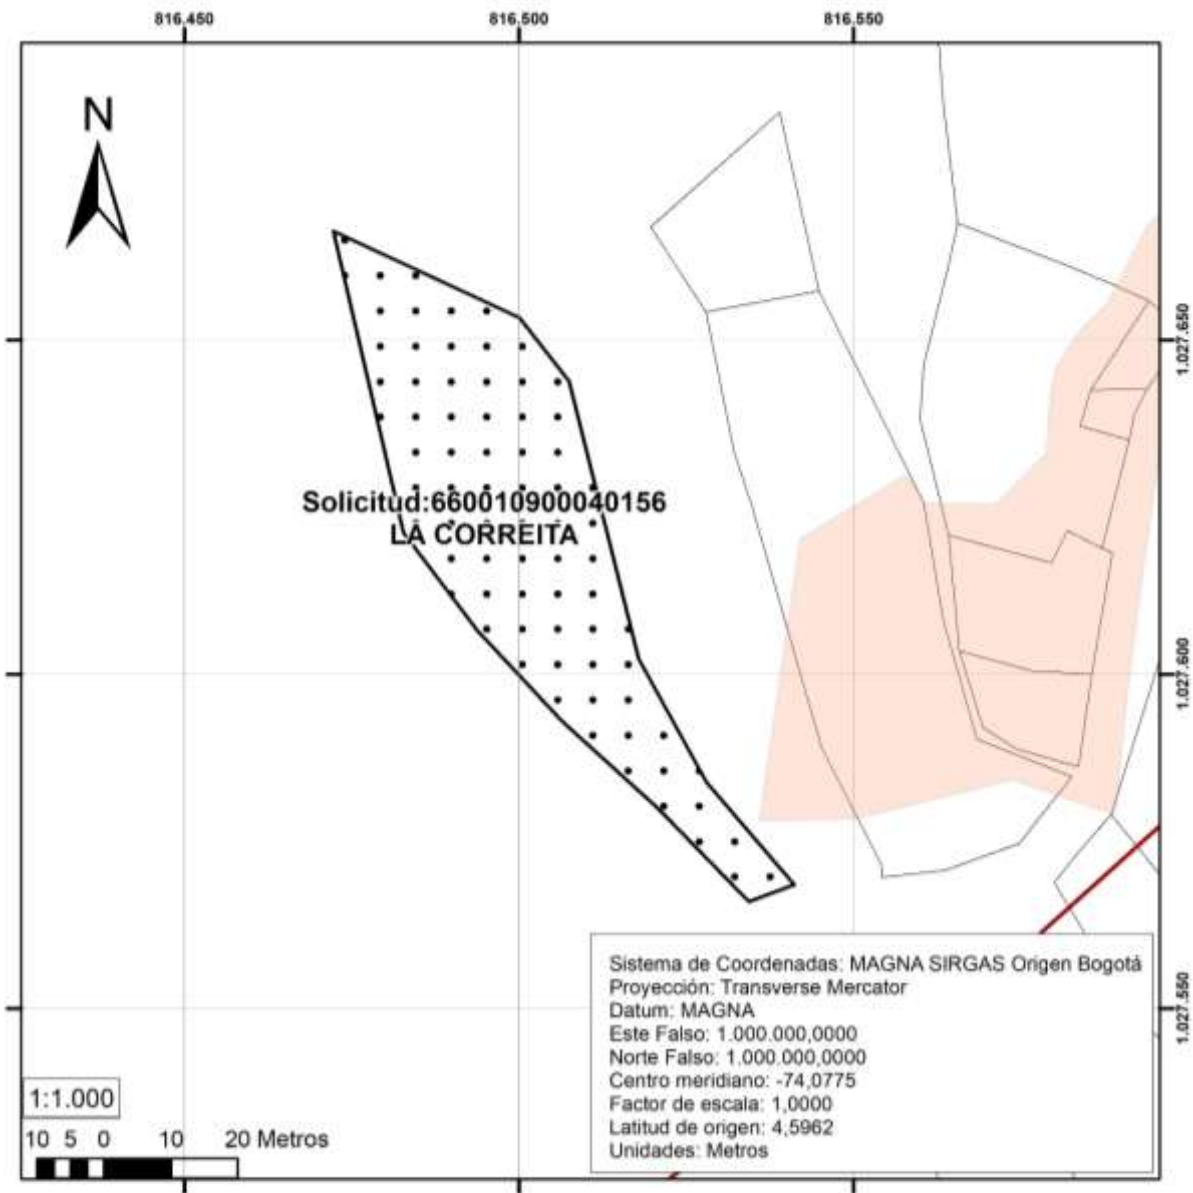 816.450 816.500 816.550
N
1.027.650
Solicitud:660010900040156
LA CORREITA
1.027.600
Sistema de Coordenadas: MAGNA SIRGAS Origen Bogotá
Proyección: Transverse Mercator
Datum: MAGNA
Este Falso: 1.000.000,0000
Norte Falso: 1.000.000,0000
Centro meridiano: -74,0775
Factor de escala: 1,0000
Latitud de origen: 4,5962
Unidades: Metros
1.027.550
1:1.000
10 5 0 10 20 Metros